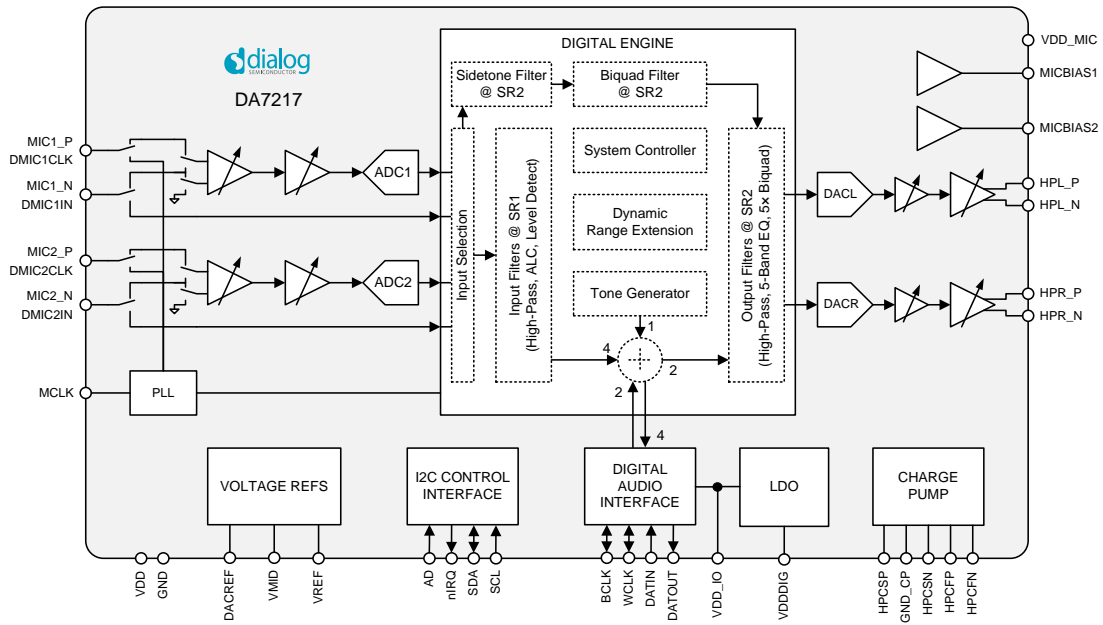 DIGITAL ENGINE
VDD_MIC
dialog
SEMICONDUCTOR
DA7217
Sidetone Filter
@ SR2
Biquad Filter
@ SR2
MICBIAS1
MICBIAS2
MIC1_P
DMIC1CLK
MIC1_N
DMIC1IN
MIC2_P
DMIC2CLK
MIC2_N
DMIC2IN
MCLK
PLL
ADC1
ADC2
Input Selection
Input Filters @ SR1
(High-Pass, ALC, Level Detect)
System Controller
Dynamic
Range Extension
Tone Generator
1
4
2
2
4
Output Filters @ SR2
(High-Pass, 5-Band EQ, 5x Biquad)
DACL
DACR
HPL_P
HPL_N
HPR_P
HPR_N
VOLTAGE REFS
I2C CONTROL
INTERFACE
DIGITAL
AUDIO
INTERFACE
LDO
CHARGE
PUMP
VDD
GND
DACREF
VMID
VREF
AD
nIRQ
SDA
SCL
BCLK
WCLK
DATIN
DATOUT
VDD_IO
VDDDIG
HPCSP
GND_CP
HPCSN
HPCFP
HPCFN